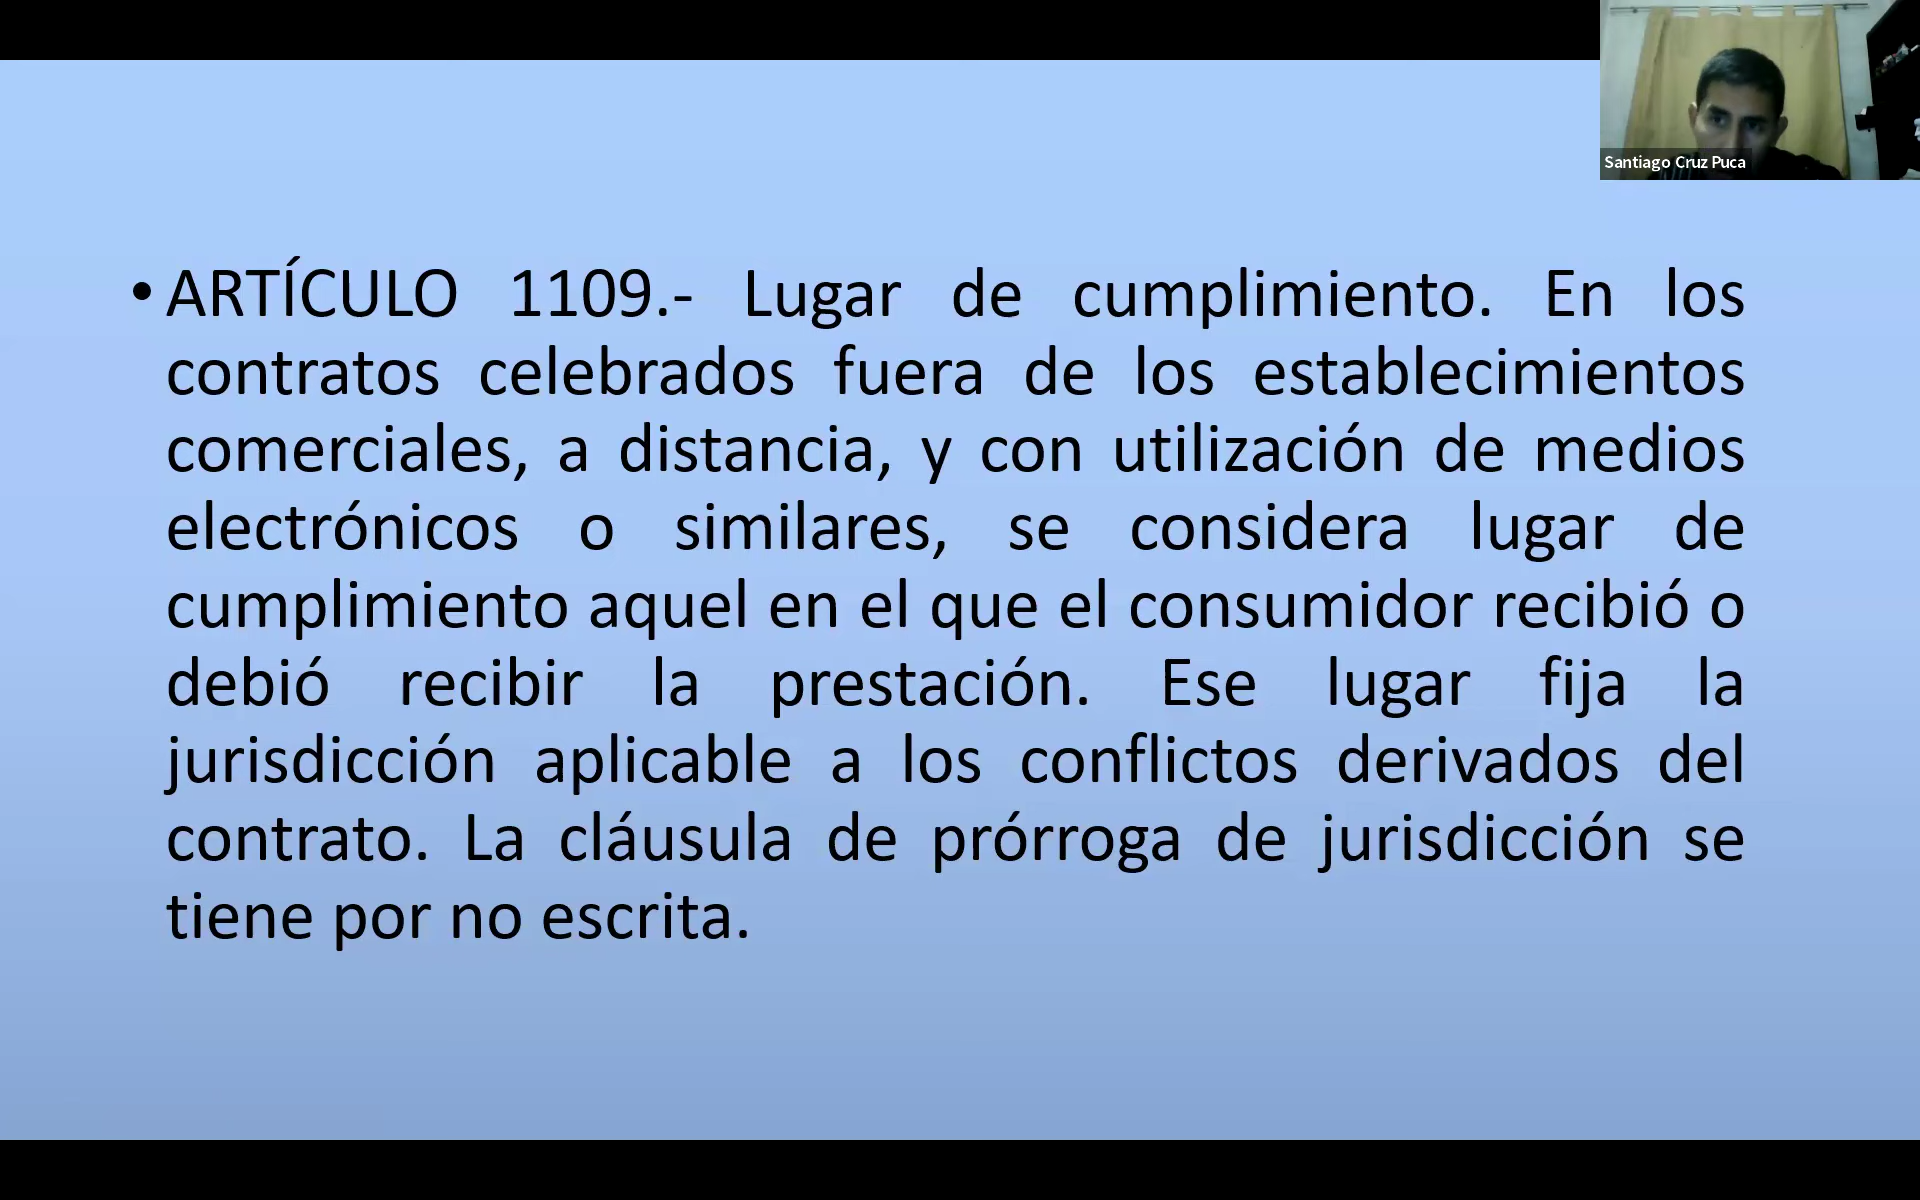 Santiago Cruz Puca
• ARTÍCULO 1109.- Lugar de cumplimiento. En los
contratos celebrados fuera de los establecimientos
comerciales, a distancia, y con utilización de medios
electrónicos o similares, se considera lugar de
cumplimiento aquel en el que el consumidor recibió o
debió recibir la prestación. Ese lugar fija la
jurisdicción aplicable a los conflictos derivados del
contrato. La cláusula de prórroga de jurisdicción se
tiene por no escrita.